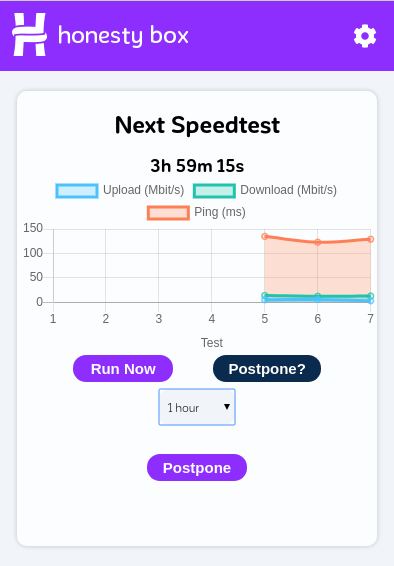 honesty box
Next Speedtest
3h 59m 15s
Upload (Mbit/s) Download (Mbit/s)
Ping (ms)
150
100
50
0
1 2 3 4 5 6 7
Test
Run Now Postpone?
1 hour
Postpone